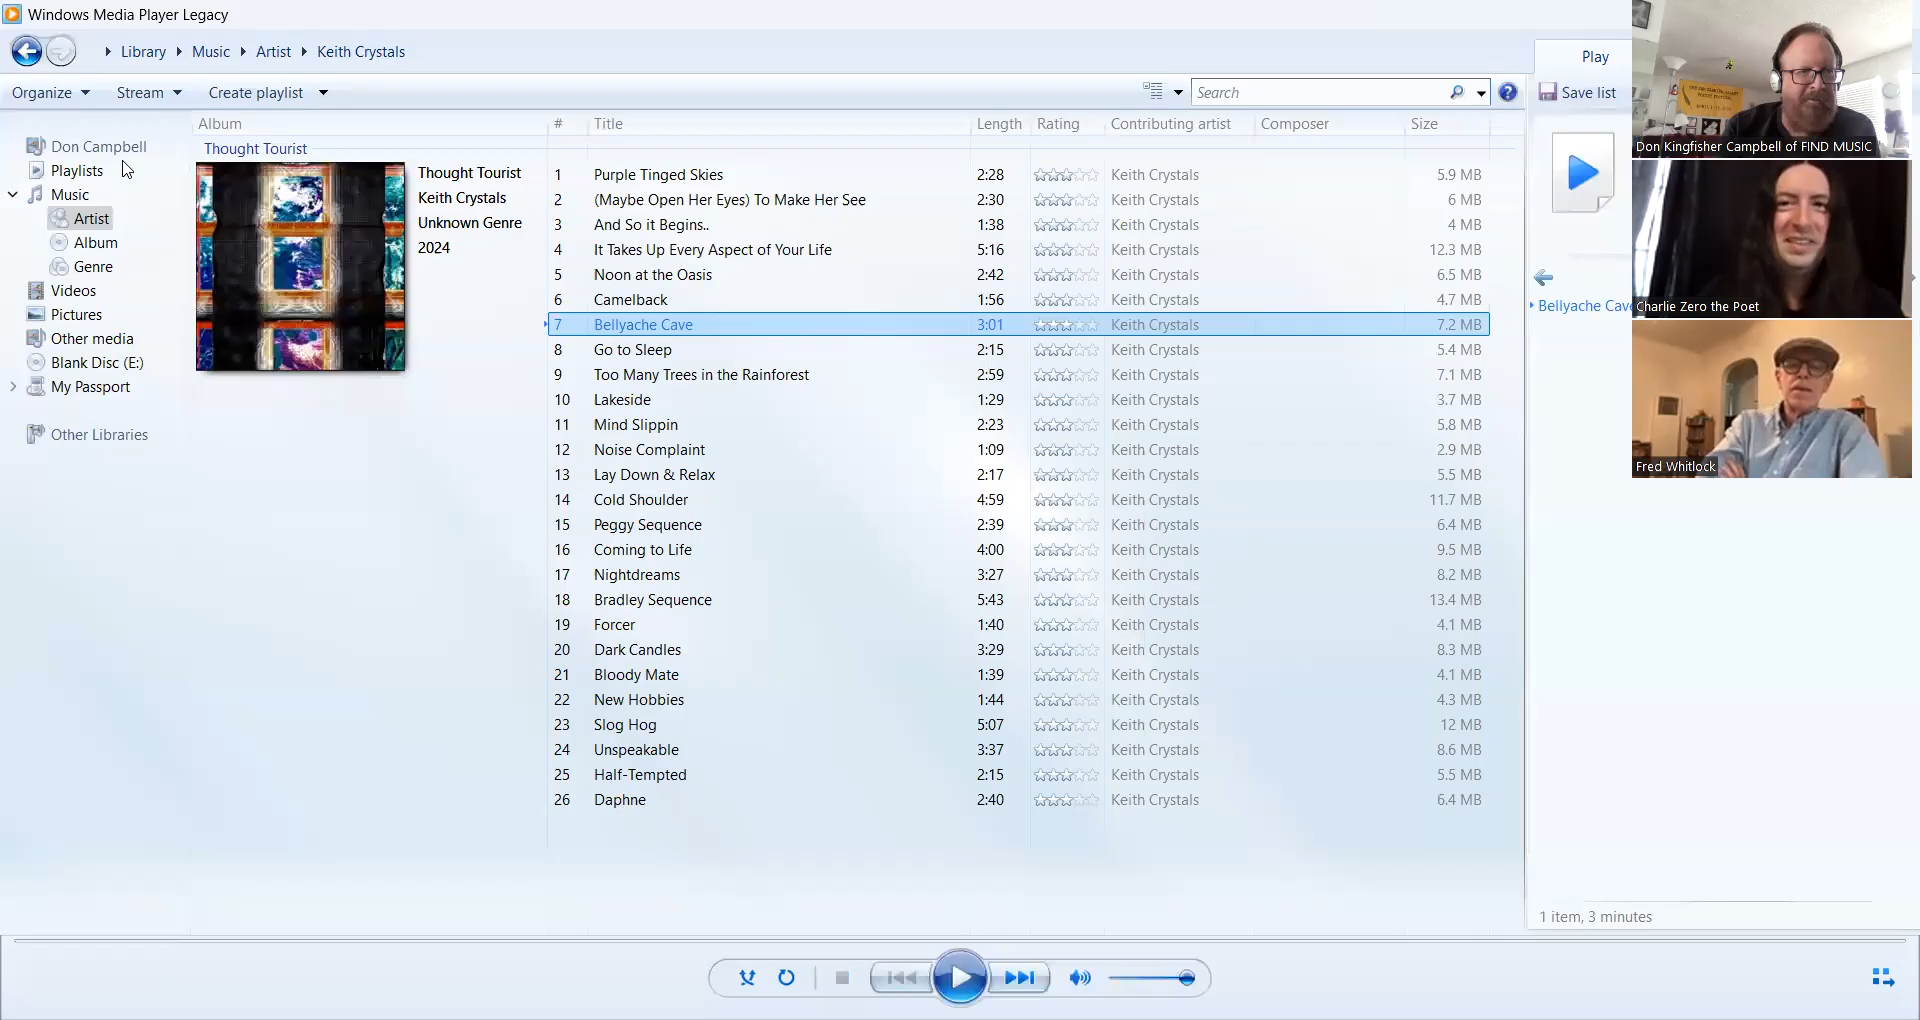 Windows Media Player Legacy
Library Music Artist Keith Crystals
Organize Stream Create playlist
Search
Play
Save list
Don Campbell
Playlists
Music
Artist
Album
Genre
Videos
Pictures
Other media
Blank Disc (E:)
My Passport
Other Libraries
Album # Title Length Rating Contributing artist Composer Size
Thought Tourist
Thought Tourist
Keith Crystals
Unknown Genre
2024
1 Purple Tinged Skies 2:28 Keith Crystals 5.9 MB
2 (Maybe Open Her Eyes) To Make Her See 2:30 Keith Crystals 6 MB
3 And So it Begins.. 1:38 Keith Crystals 4 MB
4 It Takes Up Every Aspect of Your Life 5:16 Keith Crystals 12.3 MB
5 Noon at the Oasis 2:42 Keith Crystals 6.5 MB
6 Camelback 1:56 Keith Crystals 4.7 MB
7 Bellyache Cave 3:01 Keith Crystals 7.2 MB
8 Go to Sleep 2:15 Keith Crystals 5.4 MB
9 Too Many Trees in the Rainforest 2:59 Keith Crystals 7.1 MB
10 Lakeside 1:29 Keith Crystals 3.7 MB
11 Mind Slippin 2:23 Keith Crystals 5.8 MB
12 Noise Complaint 1:09 Keith Crystals 2.9 MB
13 Lay Down & Relax 2:17 Keith Crystals 5.5 MB
14 Cold Shoulder 4:59 Keith Crystals 11.7 MB
15 Peggy Sequence 2:39 Keith Crystals 6.4 MB
16 Coming to Life 4:00 Keith Crystals 9.5 MB
17 Nightdreams 3:27 Keith Crystals 8.2 MB
18 Bradley Sequence 5:43 Keith Crystals 13.4 MB
19 Forcer 1:40 Keith Crystals 4.1 MB
20 Dark Candles 3:29 Keith Crystals 8.3 MB
21 Bloody Mate 1:39 Keith Crystals 4.1 MB
22 New Hobbies 1:44 Keith Crystals 4.3 MB
23 Slog Hog 5:07 Keith Crystals 12 MB
24 Unspeakable 3:37 Keith Crystals 8.6 MB
25 Half-Tempted 2:15 Keith Crystals 5.5 MB
26 Daphne 2:40 Keith Crystals 6.4 MB
Bellyache Cave
1 item, 3 minutes
Don Kingfisher Campbell of FIND MUSIC
Charlie Zero the Poet
Fred Whitlock